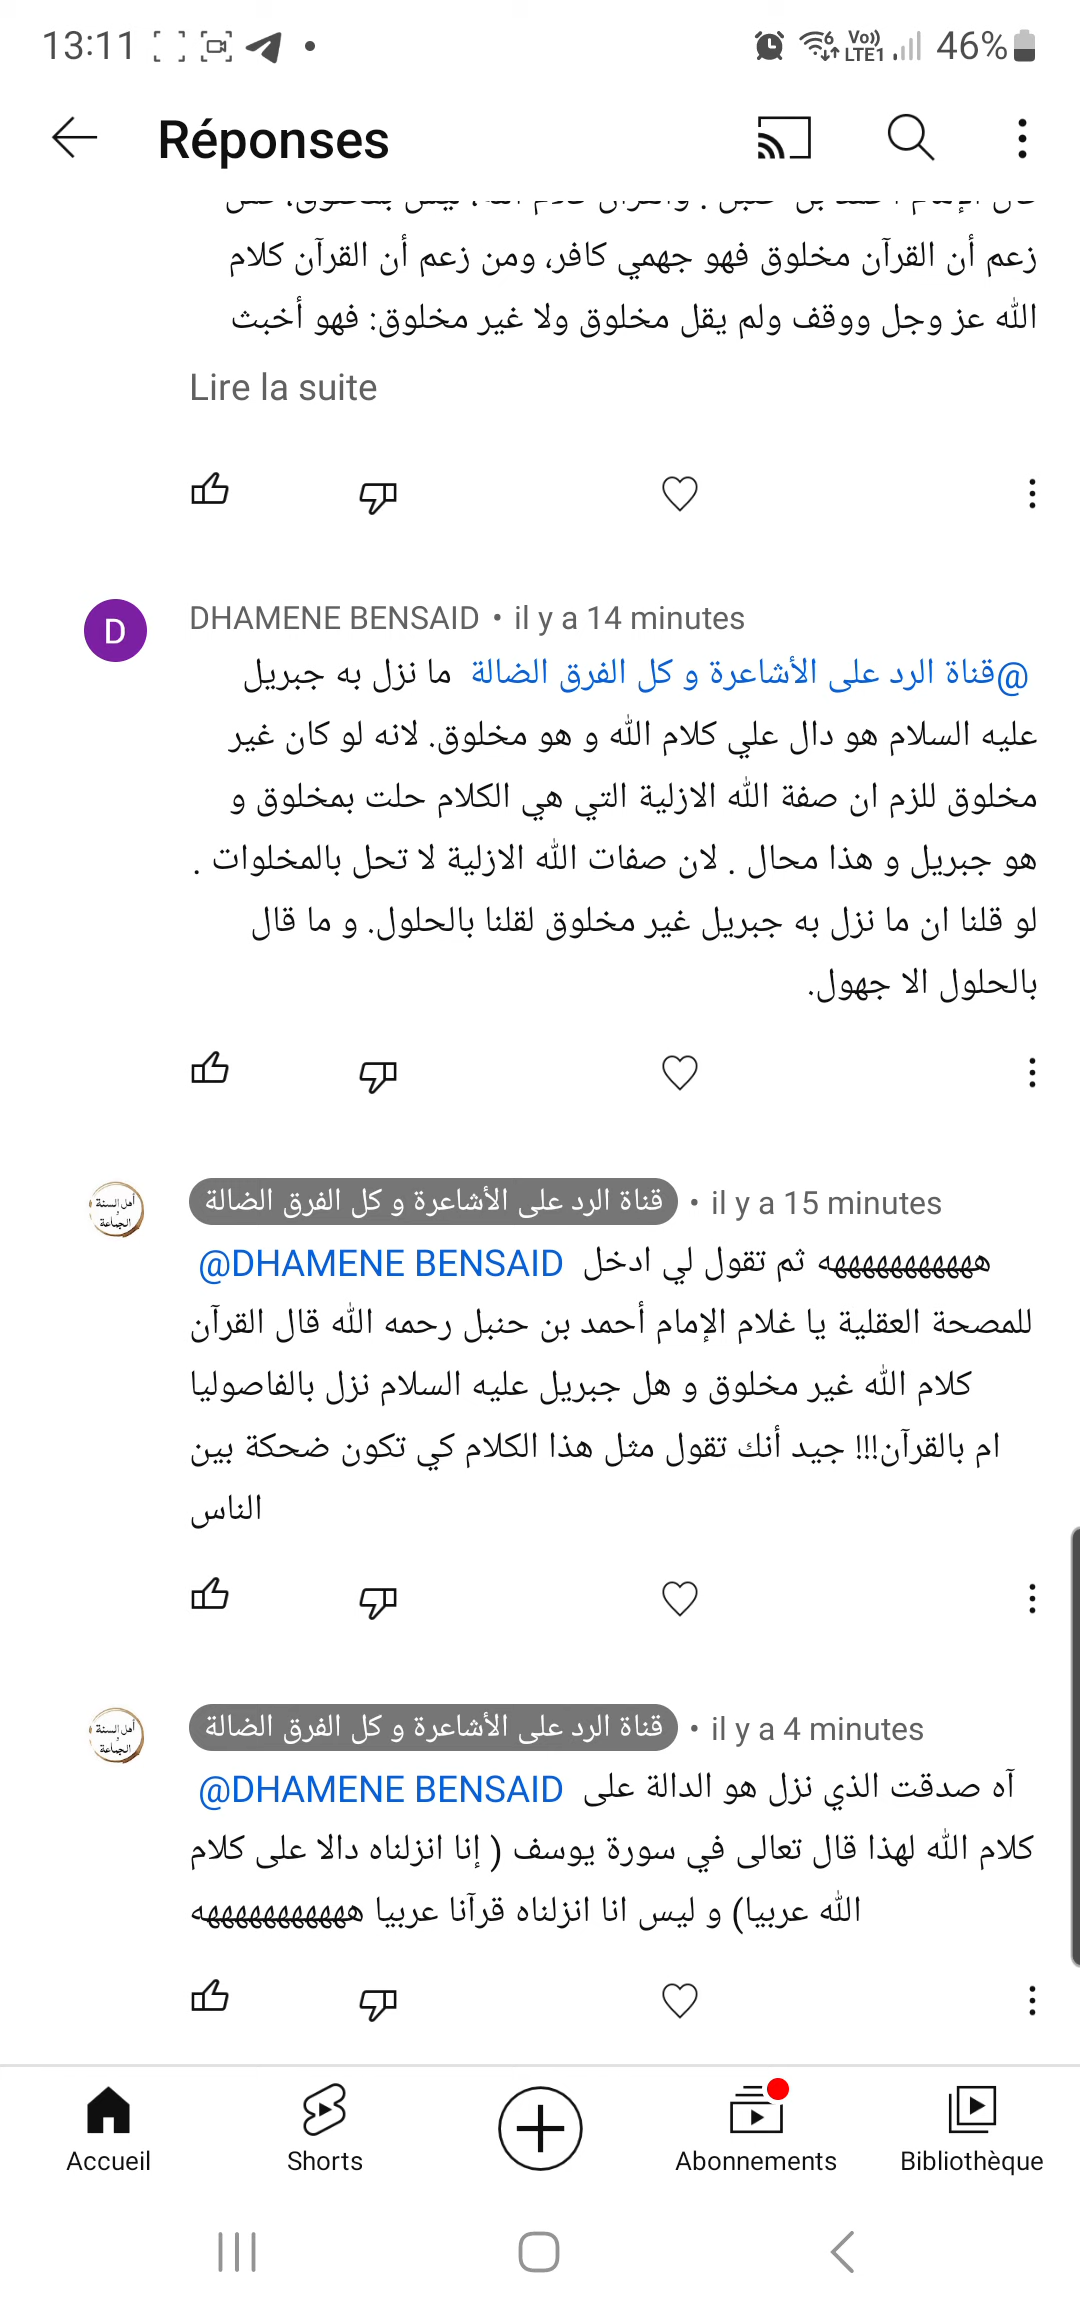 13:11
Vo)) LTE1 46%
Réponses
زعم أن القرآن مخلوق فهو جهمي كافر، ومن زعم أن القرآن كلام
الله عز وجل ووقف ولم يقل مخلوق ولا غير مخلوق: فهو أخبث
Lire la suite
D
DHAMENE BENSAID • il y a 14 minutes
@قناة الرد على الأشاعرة و كل الفرق الضالة ما نزل به جبريل
عليه السلام هو دال علي كلام الله و هو مخلوق. لانه لو كان غير
مخلوق للزم ان صفة الله الازلية التي هي الكلام حلت بمخلوق و
هو جبريل و هذا محال . لان صفات الله الازلية لا تحل بالمخلوات .
لو قلنا ان ما نزل به جبريل غير مخلوق لقلنا بالحلول. و ما قال
بالحلول الا جهول.
أهل السنة
و
الجماعة
قناة الرد على الأشاعرة و كل الفرق الضالة • il y a 15 minutes
@DHAMENE BENSAID هههههههههههه ثم تقول لي ادخل
للمصحة العقلية يا غلام الإمام أحمد بن حنبل رحمه الله قال القرآن
كلام الله غير مخلوق و هل جبريل عليه السلام نزل بالفاصوليا
ام بالقرآن!!! جيد أنك تقول مثل هذا الكلام كي تكون ضحكة بين
الناس
أهل السنة
و
الجماعة
قناة الرد على الأشاعرة و كل الفرق الضالة • il y a 4 minutes
@DHAMENE BENSAID آه صدقت الذي نزل هو الدالة على
كلام الله لهذا قال تعالى في سورة يوسف ( إنا انزلناه دالا على كلام
الله عربيا) و ليس انا انزلناه قرآنا عربيا هههههههههههه
Accueil
Shorts
Abonnements
Bibliothèque